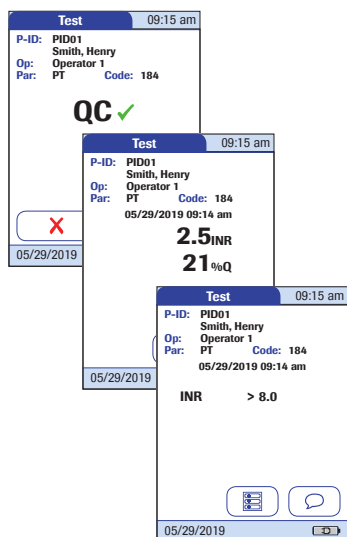 Test 09:15 am
P-ID: PID01
Smith, Henry
Op: Operator 1
Par: PT Code: 184
QC
05/29/2019
Test 09:15 am
P-ID: PID01
Smith, Henry
Op: Operator 1
Par: PT Code: 184
05/29/2019 09:14 am
2.5INR
21%Q
05/29/2019
Test 09:15 am
P-ID: PID01
Smith, Henry
Op: Operator 1
Par: PT Code: 184
05/29/2019 09:14 am
INR > 8.0
05/29/2019